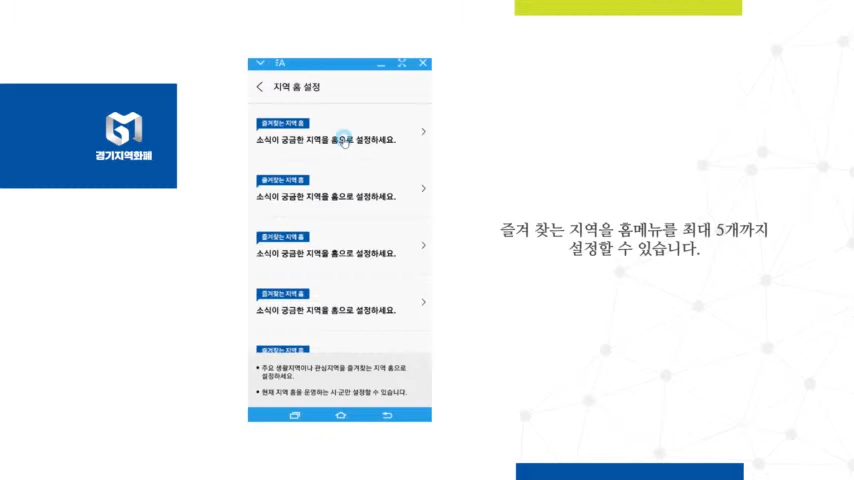 경기지역화폐
ΞA
지역 홈 설정
즐겨찾는 지역 홈
소식이 궁금한 지역을 홈으로 설정하세요.
즐겨찾는 지역 홈
소식이 궁금한 지역을 홈으로 설정하세요.
즐겨찾는 지역 홈
소식이 궁금한 지역을 홈으로 설정하세요.
즐겨찾는 지역 홈
소식이 궁금한 지역을 홈으로 설정하세요.
즐겨찾는 지역 홈
• 주요 생활지역이나 관심지역을 즐겨찾는 지역 홈으로
설정하세요.
• 현재 지역 홈을 운영하는 시·군만 설정할 수 있습니다.
즐겨 찾는 지역을 홈메뉴를 최대 5개까지
설정할 수 있습니다.